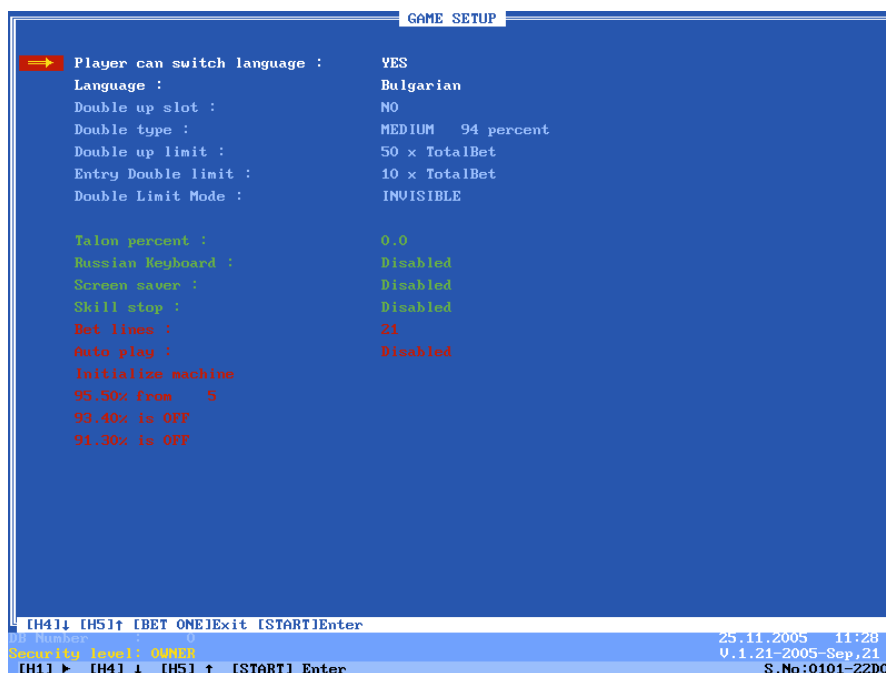 GAME SETUP
Player can switch language : YES
Language : Bulgarian
Double up slot : NO
Double type : MEDIUM 94 percent
Double up limit : 50 x TotalBet
Entry Double limit : 10 x TotalBet
Double Limit Mode : INVISIBLE
Talon percent : 0.0
Russian Keyboard : Disabled
Screen saver : Disabled
Skill stop : Disabled
Bet lines : 21
Auto play : Disabled
Initialize machine
95.50% from 5
93.40% is OFF
91.30% is OFF
[H4]↓ [H5]↑ [BET ONE]Exit [START]Enter
DB Number : 0 25.11.2005 11:28
Security level: OWNER V.1.21-2005-Sep,21
[H1] ► [H4] ↓ [H5] ↑ [START] Enter S.No:0101-22DC